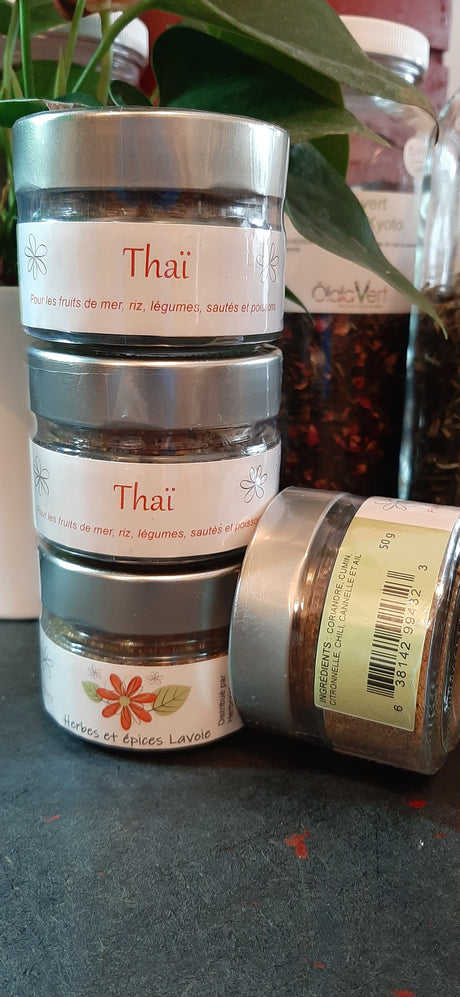 Thaï
Pour les fruits de mer, riz, légumes, sautés et poissons
Thaï
Pour les fruits de mer, riz, légumes, sautés et poissons
Herbes et épices Lavoie
Distribué par
INGRÉDIENTS : CORIANDRE, CUMIN,
CITRONNELLE, CHILI, CANNELLE ET AIL
50 g
6 38142 99432 3
vert
Kyoto
ÔlaloVert